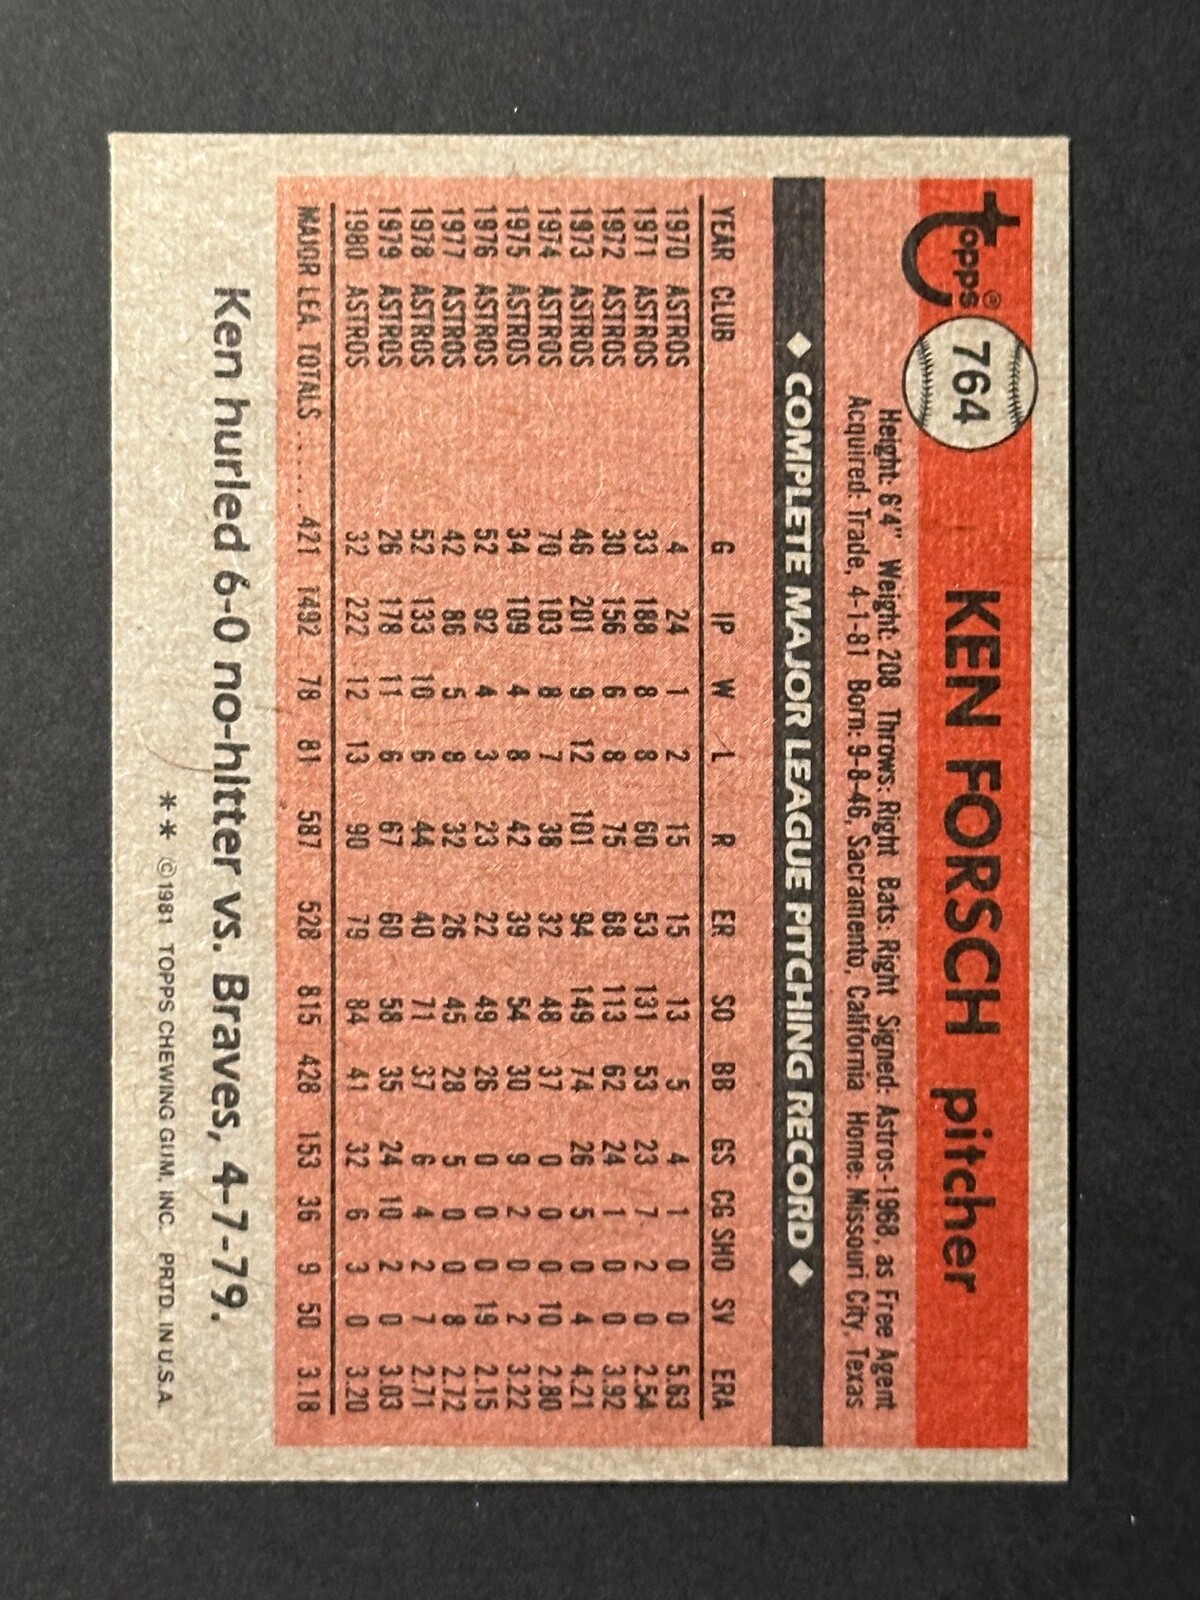 topps® 764 KEN FORSCH pitcher
Height: 6'4" Weight: 208 Throws: Right Bats: Right Signed: Astros-1968, as Free Agent
Acquired: Trade, 4-1-81 Born: 9-8-46, Sacramento, California Home: Missouri City, Texas
◆ COMPLETE MAJOR LEAGUE PITCHING RECORD ◆
YEAR CLUB G IP W L R ER SO BB GS CG SHO SV ERA
1970 ASTROS 4 24 1 2 15 15 13 5 4 1 0 0 5.63
1971 ASTROS 33 188 8 8 60 53 131 53 23 7 2 0 2.54
1972 ASTROS 30 156 6 8 75 68 113 62 24 1 0 0 3.92
1973 ASTROS 46 201 9 12 101 94 149 74 26 5 0 4 4.21
1974 ASTROS 70 103 8 7 38 32 48 37 0 0 0 10 2.80
1975 ASTROS 34 109 4 8 42 39 54 30 9 2 0 2 3.22
1976 ASTROS 52 92 4 3 23 22 49 26 0 0 0 19 2.15
1977 ASTROS 42 86 5 8 32 26 45 28 5 0 0 8 2.72
1978 ASTROS 52 133 10 6 44 40 71 37 6 4 2 7 2.71
1979 ASTROS 26 178 11 6 67 60 58 35 24 10 2 0 3.03
1980 ASTROS 32 222 12 13 90 79 84 41 32 6 3 0 3.20
MAJOR LEA. TOTALS ...... 421 1492 78 81 587 528 815 428 153 36 9 50 3.18
Ken hurled 6-0 no-hitter vs. Braves, 4-7-79.
** ©1981 TOPPS CHEWING GUM, INC. PRTD. IN U.S.A.